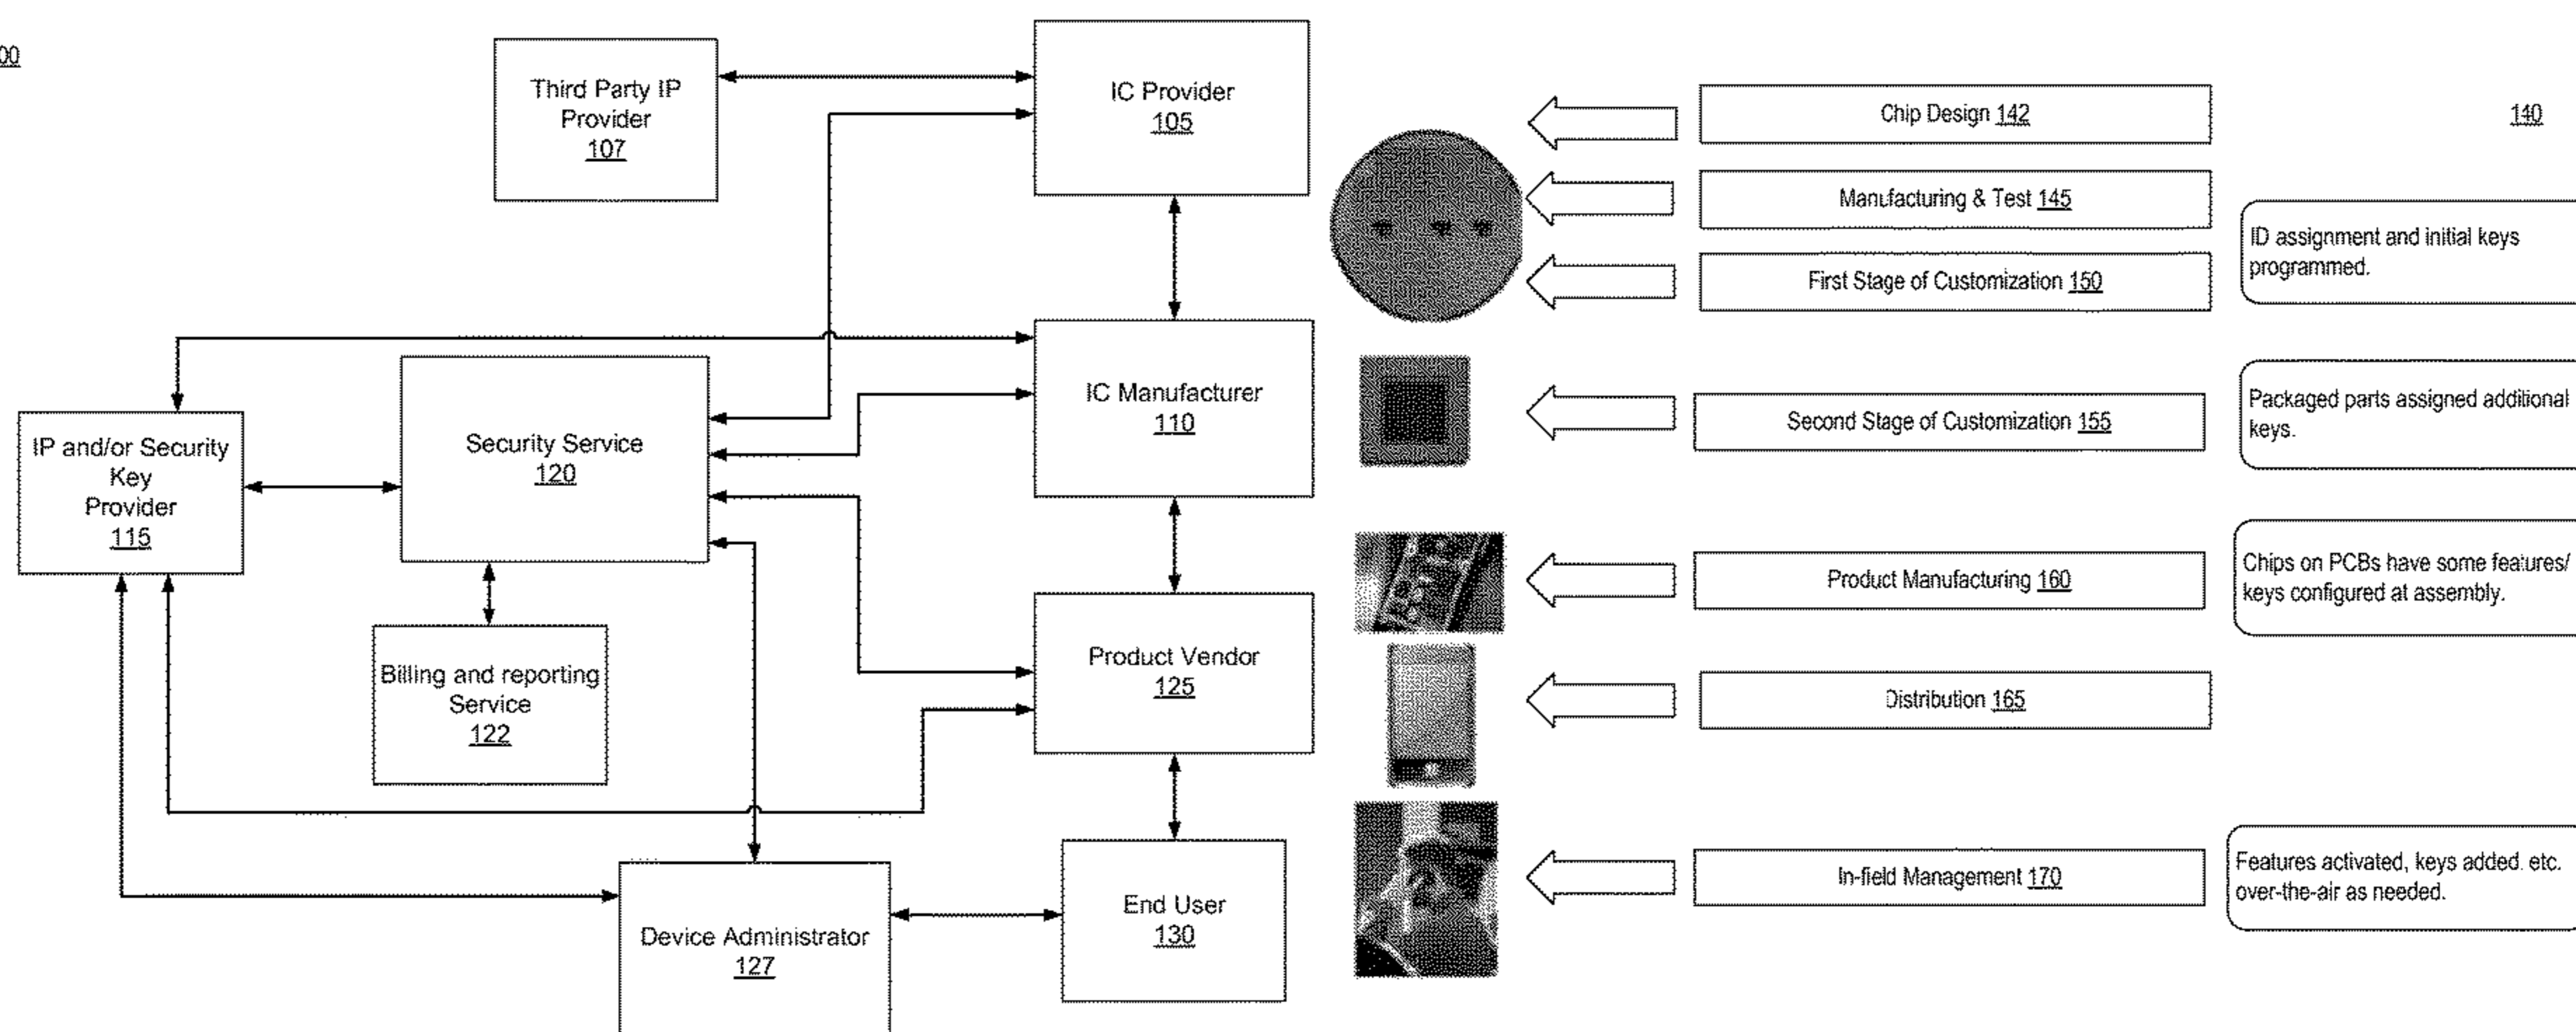 Third Party IP
Provider
107
IC Provider
105
Chip Design 142
140
Manufacturing & Test 145
ID assignment and initial keys
programmed.
First Stage of Customization 150
IP and/or Security
Key
Provider
115
Security Service
120
IC Manufacturer
110
Second Stage of Customization 155
Packaged parts assigned additional
keys.
Billing and reporting
Service
122
Product Vendor
125
Product Manufacturing 160
Chips on PCBs have some features/
keys configured at assembly.
Distribution 165
Device Administrator
127
End User
130
In-field Management 170
Features activated, keys added. etc.
over-the-air as needed.